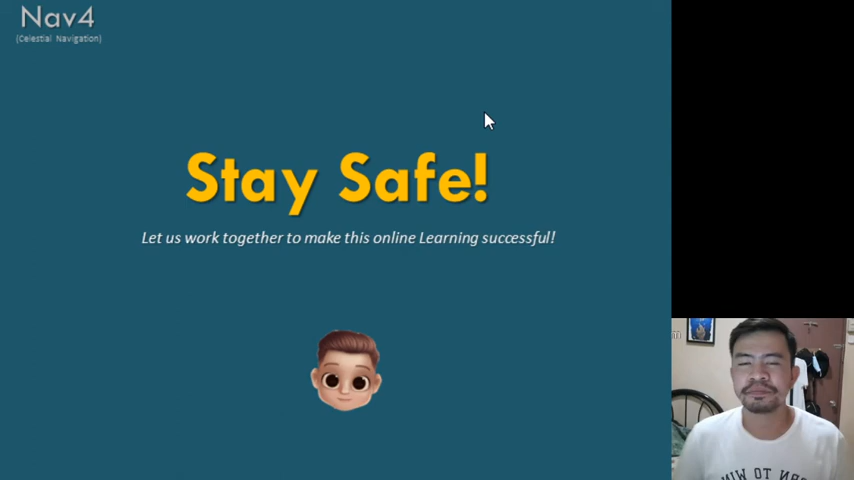 Nav4
(Celestial Navigation)
Stay Safe!
Let us work together to make this online Learning successful!